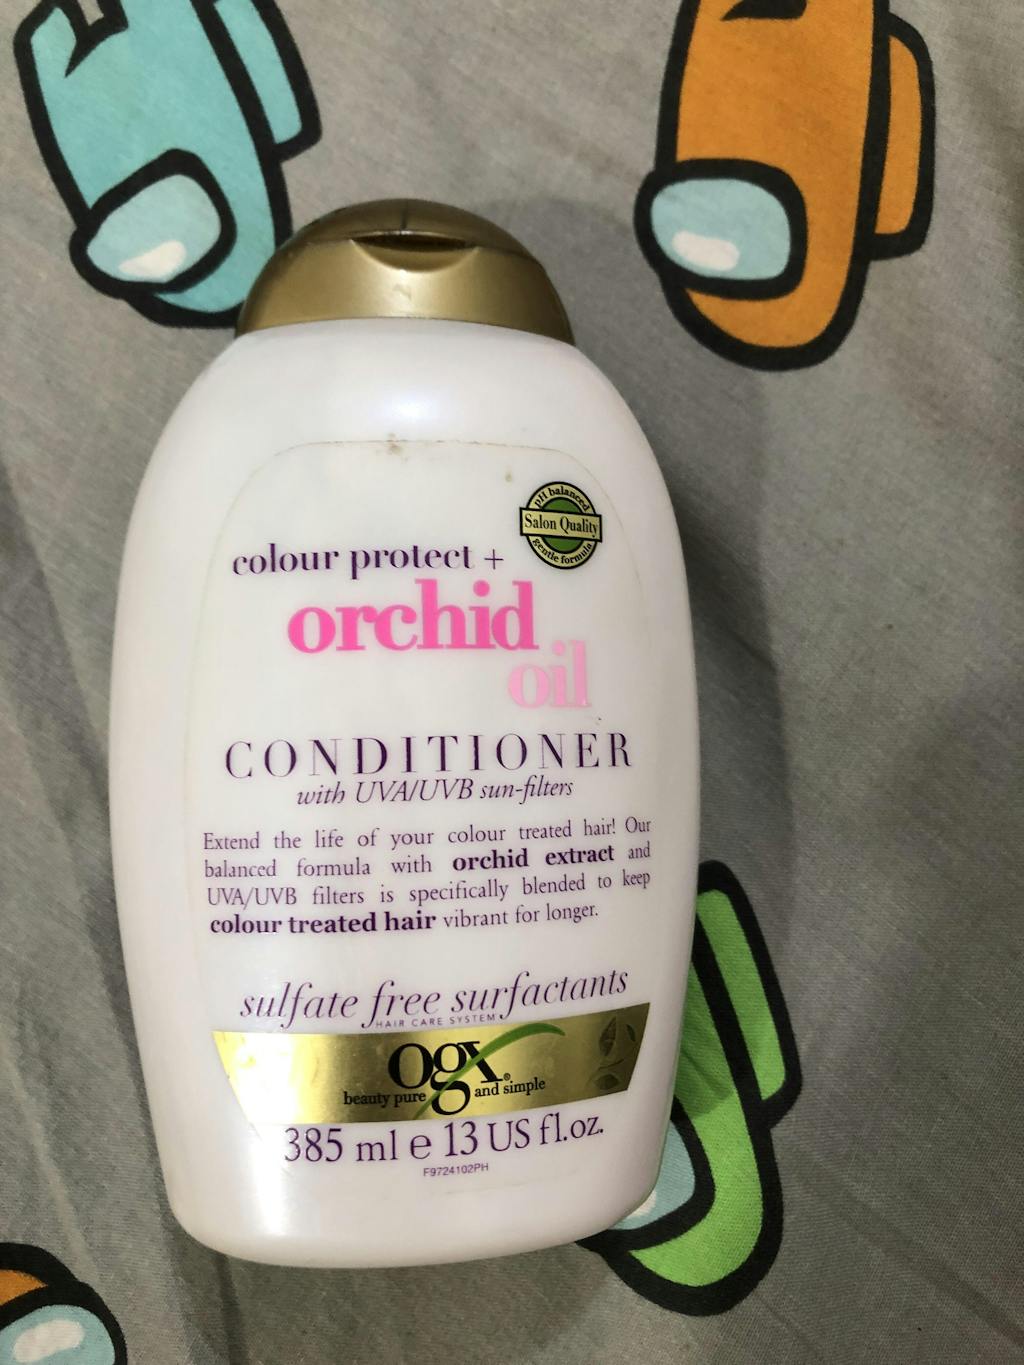 pH balanced
Salon Quality
gentle formula
colour protect +
orchid
oil
CONDITIONER
with UVA/UVB sun-filters
Extend the life of your colour treated hair! Our
balanced formula with orchid extract and
UVA/UVB filters is specifically blended to keep
colour treated hair vibrant for longer.
sulfate free surfactants
HAIR CARE SYSTEM
ogx®
beauty pure and simple
385 ml e 13 US fl.oz.
F9724102PH